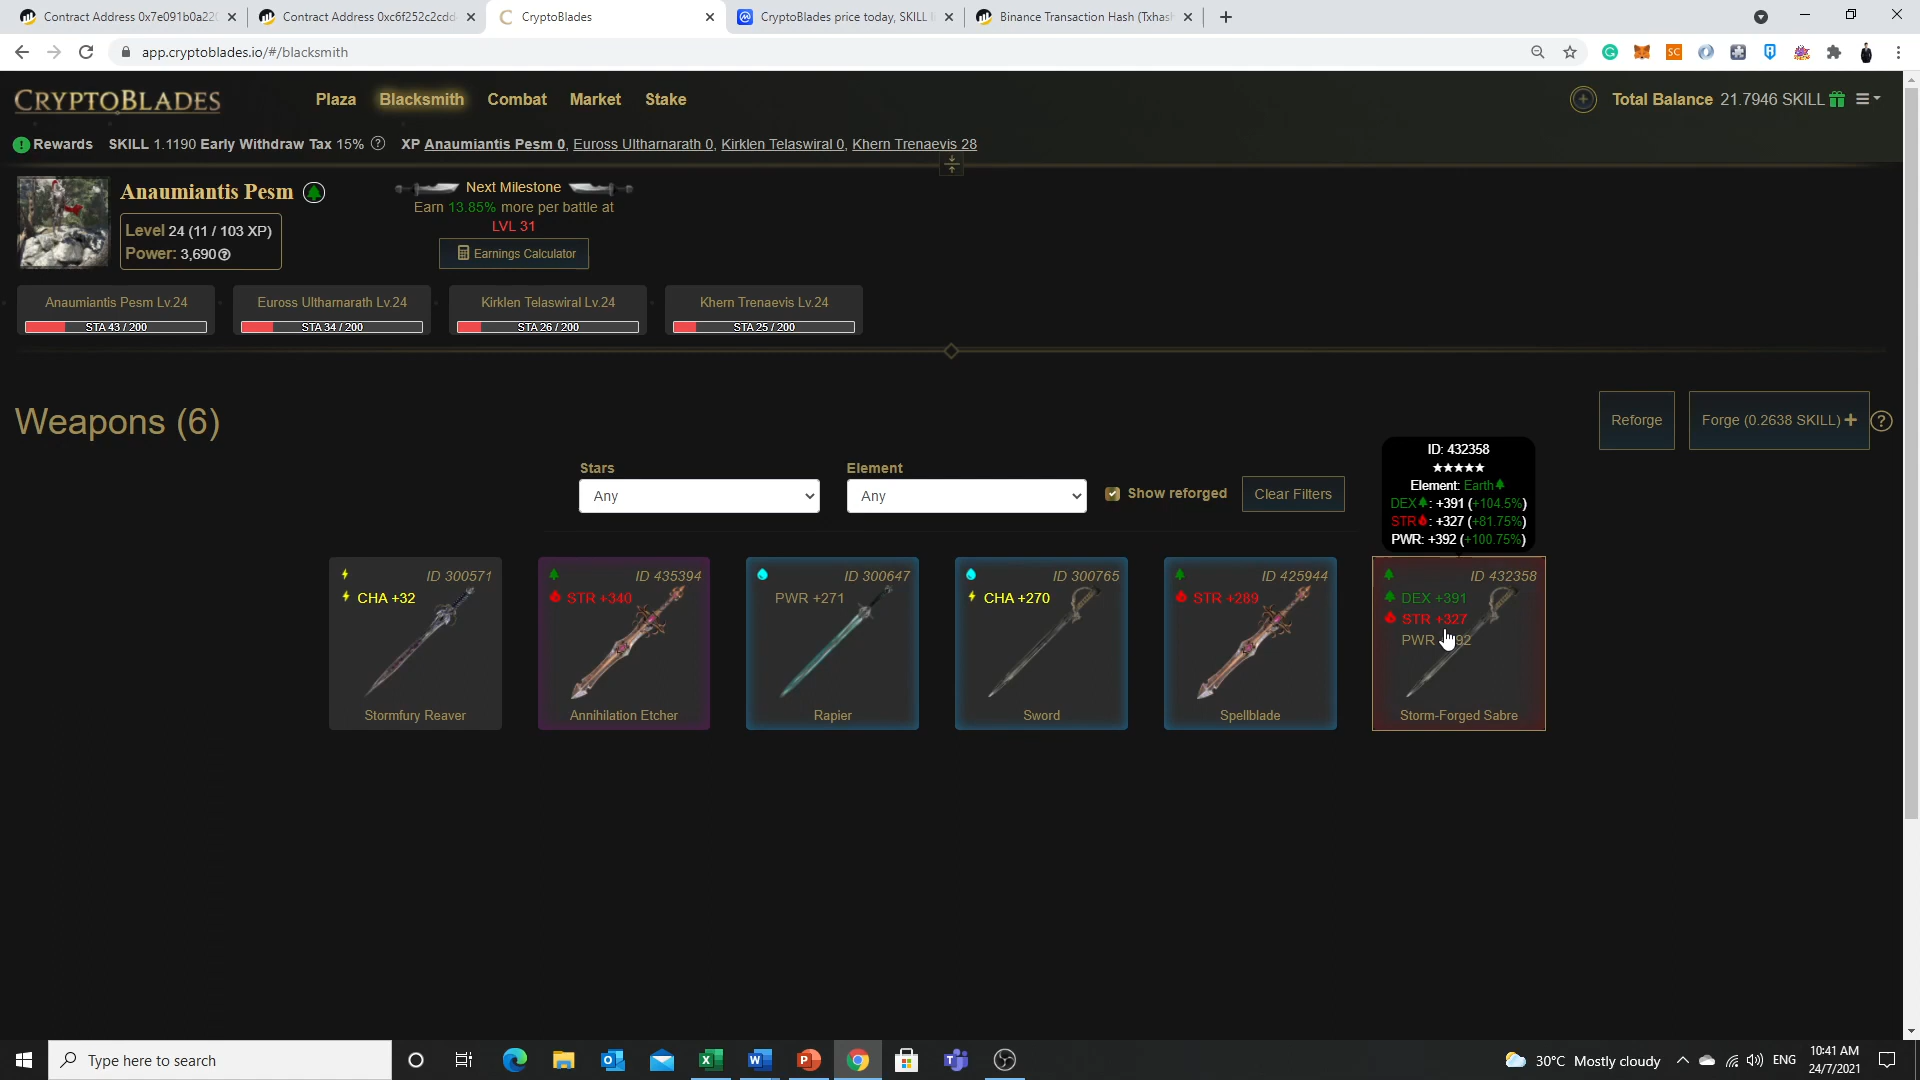 Contract Address 0x7e091b0a220
Contract Address 0xc6f252c2cdd
CryptoBlades
CryptoBlades price today, SKILL
Binance Transaction Hash (Txhas
app.cryptoblades.io/#/blacksmith
CRYPTOBLADES
Plaza
Blacksmith
Combat
Market
Stake
Total Balance 21.7946 SKILL
Rewards SKILL 1.1190 Early Withdraw Tax 15% XP Anaumiantis Pesm 0, Euross Ultharnarath 0, Kirklen Telaswiral 0, Khern Trenaevis 28
Anaumiantis Pesm
Level 24 (11 / 103 XP)
Power: 3,690
Next Milestone
Earn 13.85% more per battle at
LVL 31
Earnings Calculator
Anaumiantis Pesm Lv.24
STA 43 / 200
Euross Ultharnarath Lv.24
STA 34 / 200
Kirklen Telaswiral Lv.24
STA 26 / 200
Khern Trenaevis Lv.24
STA 25 / 200
Weapons (6)
Reforge
Forge (0.2638 SKILL) +
Stars
Any
Element
Any
Show reforged
Clear Filters
ID: 432358
★★★★★
Element: Earth
DEX: +391 (+104.5%)
STR: +327 (+81.75%)
PWR: +392 (+100.75%)
ID 300571
CHA +32
Stormfury Reaver
ID 435394
STR +340
Annihilation Etcher
ID 300647
PWR +271
Rapier
ID 300765
CHA +270
Sword
ID 425944
STR +289
Spellblade
ID 432358
DEX +391
STR +327
PWR
92
Storm-Forged Sabre
Type here to search
30°C Mostly cloudy
ENG
10:41 AM
24/7/2021